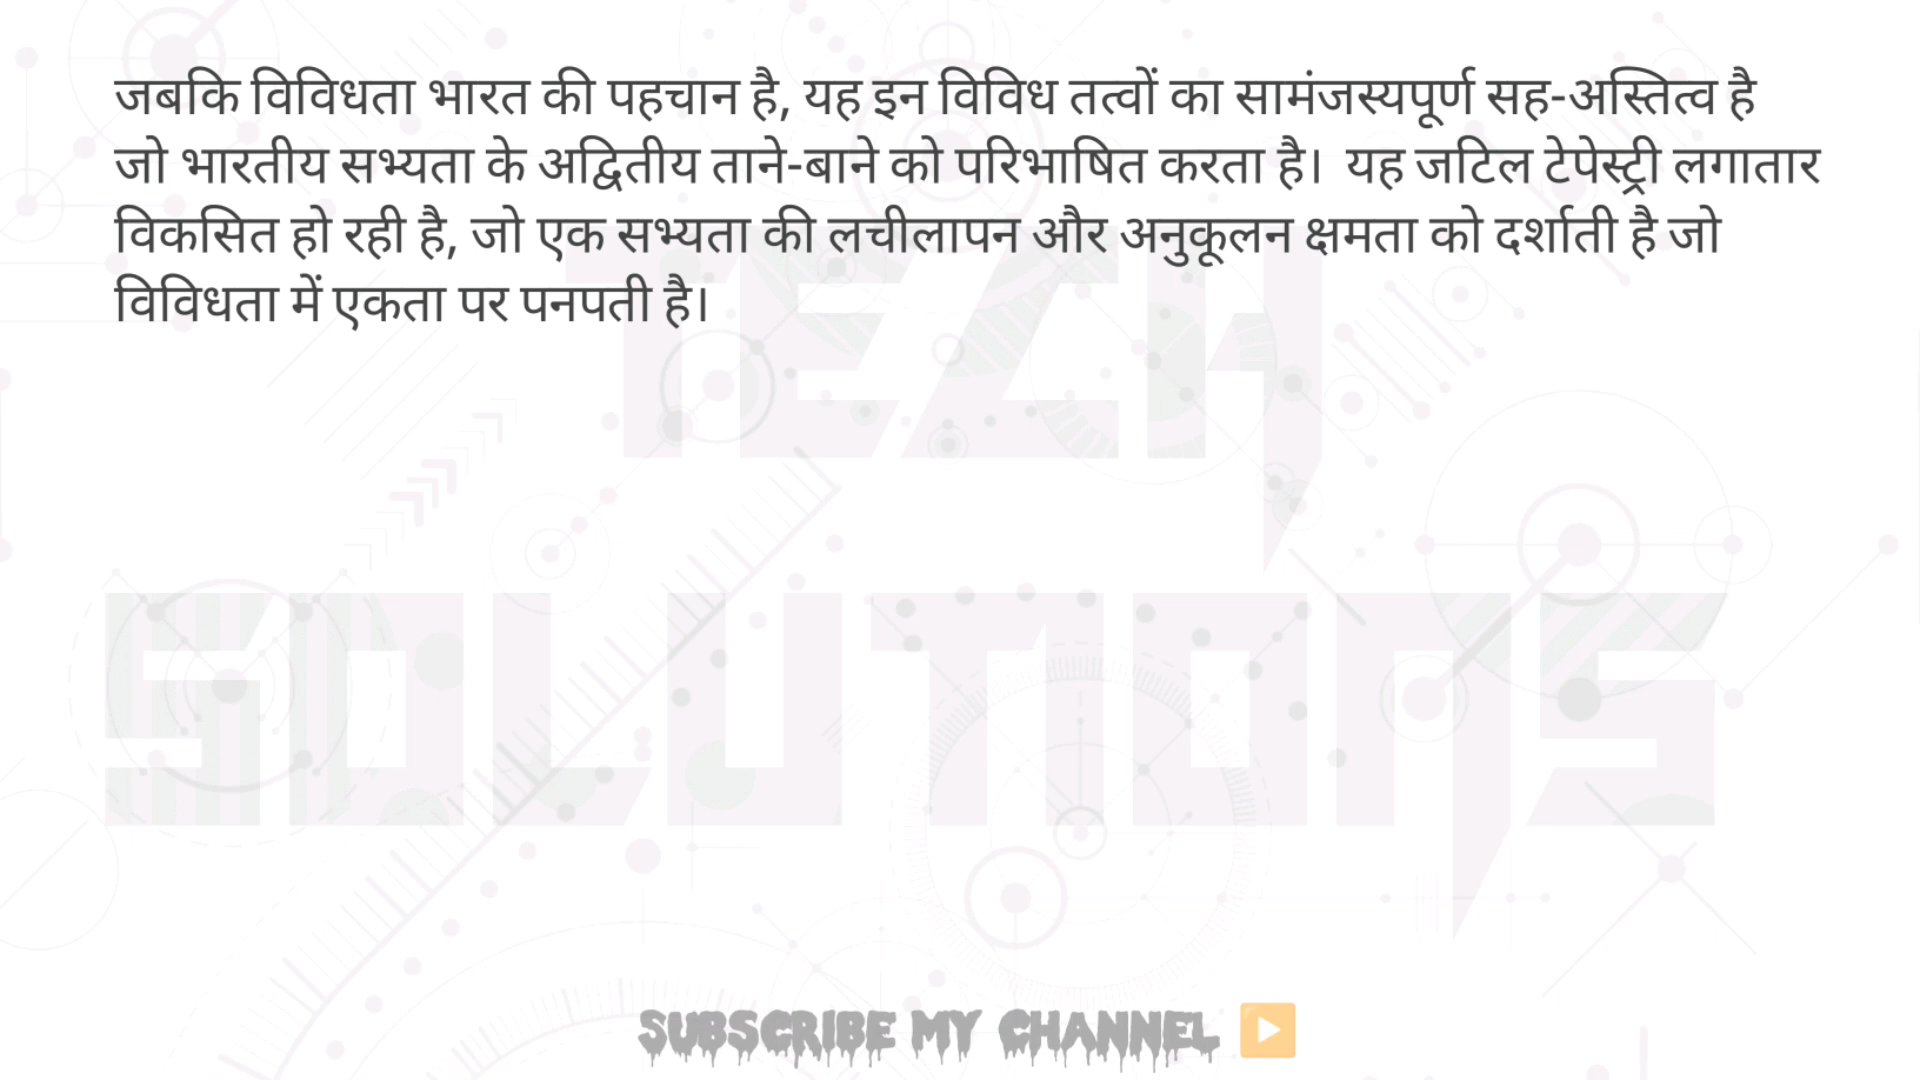 जबकि विविधता भारत की पहचान है, यह इन विविध तत्वों का सामंजस्यपूर्ण सह-अस्तित्व है
जो भारतीय सभ्यता के अद्वितीय ताने-बाने को परिभाषित करता है। यह जटिल टेपेस्ट्री लगातार
विकसित हो रही है, जो एक सभ्यता की लचीलापन और अनुकूलन क्षमता को दर्शाती है जो
विविधता में एकता पर पनपती है।
TECH
SOLUTIONS
SUBSCRIBE MY CHANNEL